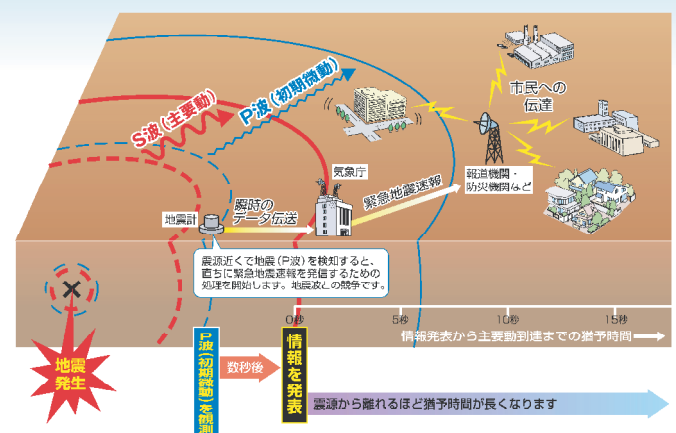 S波(主要動)
P波(初期微動)
市民への
伝達
気象庁
報道機関・
防災機関など
緊急地震速報
地震計
瞬時の
データ伝送
震源近くで地震(P波)を検知すると、
直ちに緊急地震速報を発信するための
処理を開始します。地震波との競争です。
0秒
5秒
10秒
15秒
情報発表から主要動到達までの猶予時間
地震
発生
P波(初期微動)を観測
数秒後
情報を発表
震源から離れるほど猶予時間が長くなります